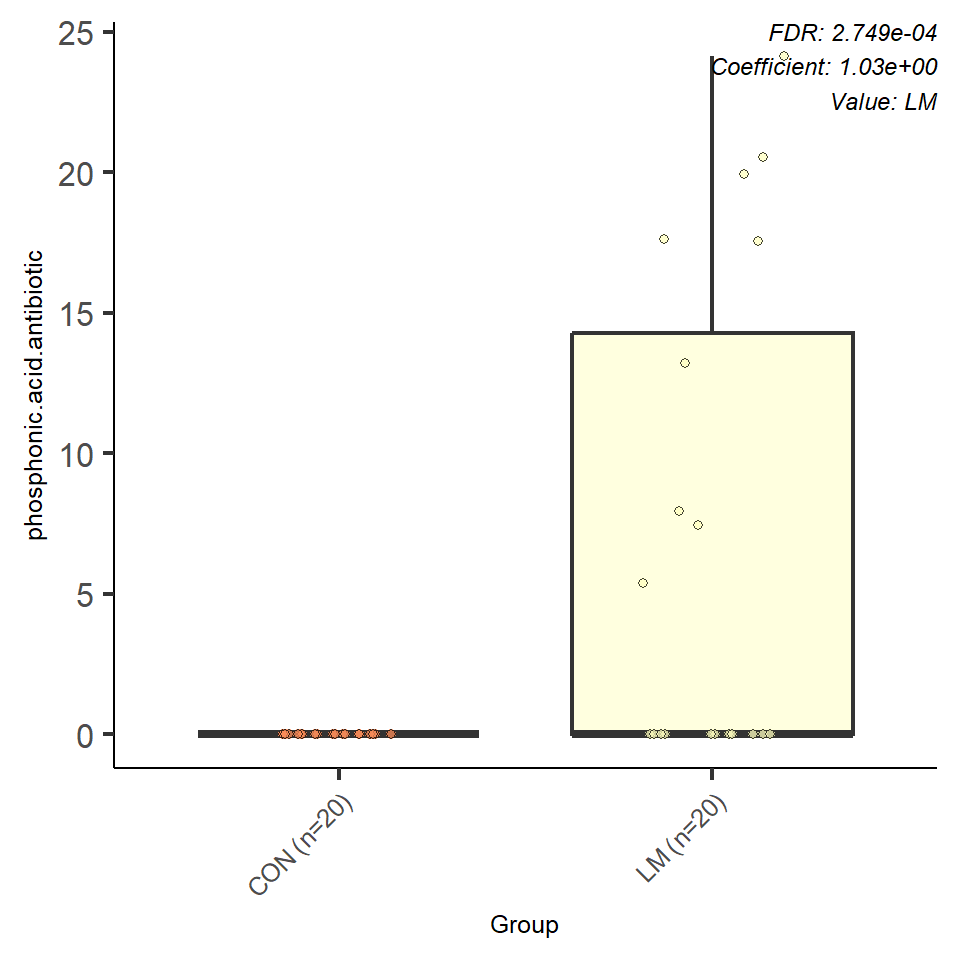 FDR: 2.749e-04
Coefficient: 1.03e+00
Value: LM
phosphonic.acid.antibiotic
25
20
15
10
5
0
CON (n=20)
LM (n=20)
Group